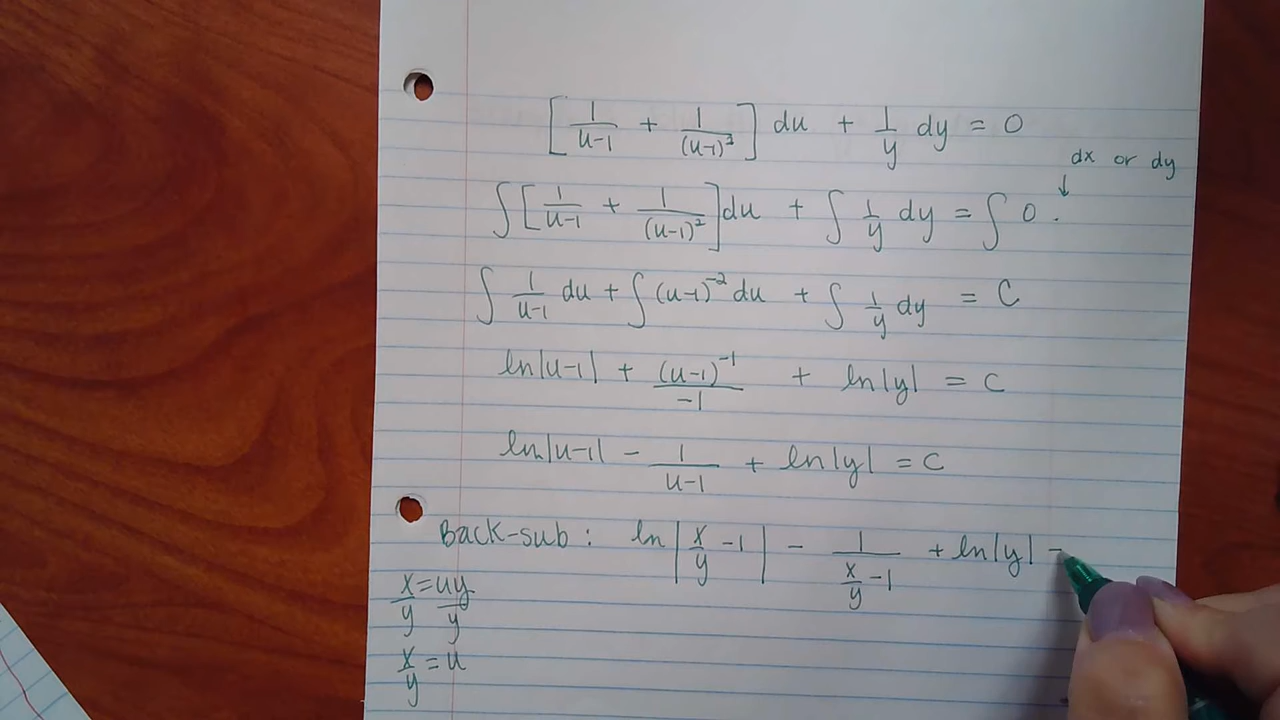 [1/(u-1) + 1/(u-1)²] du + 1/y dy = 0
dx or dy
↓
∫[1/(u-1) + 1/(u-1)²]du + ∫ 1/y dy = ∫ 0 .
∫ 1/(u-1) du + ∫(u-1)⁻² du + ∫ 1/y dy = C
ln|u-1| + (u-1)⁻¹/-1 + ln|y| = C
ln|u-1| - 1/(u-1) + ln|y| = C
Back-sub : ln|x/y -1| - 1/(x/y -1) + ln|y| =
x/y = uy/y
x/y = u